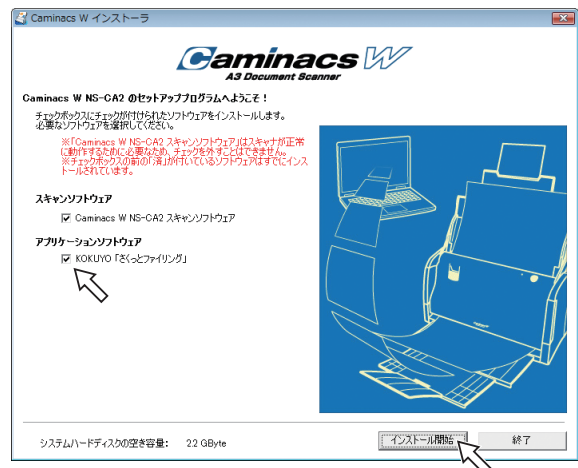 Caminacs W インストーラ
Caminacs W
A3 Document Scanner
Caminacs W NS-CA2 のセットアッププログラムへようこそ！
チェックボックスにチェックが付けられたソフトウェアをインストールします。
必要なソフトウェアを選択してください。
※「Caminacs W NS-CA2 スキャンソフトウェア」はスキャナが正常
に動作するために必要なため、チェックを外すことはできません。
※チェックボックスの前の「済」が付いているソフトウェアはすでにインス
トールされています。
スキャンソフトウェア
Caminacs W NS-CA2 スキャンソフトウェア
アプリケーションソフトウェア
KOKUYO 「さくっとファイリング」
システムハードディスクの空き容量： 22 GByte
インストール開始
終了